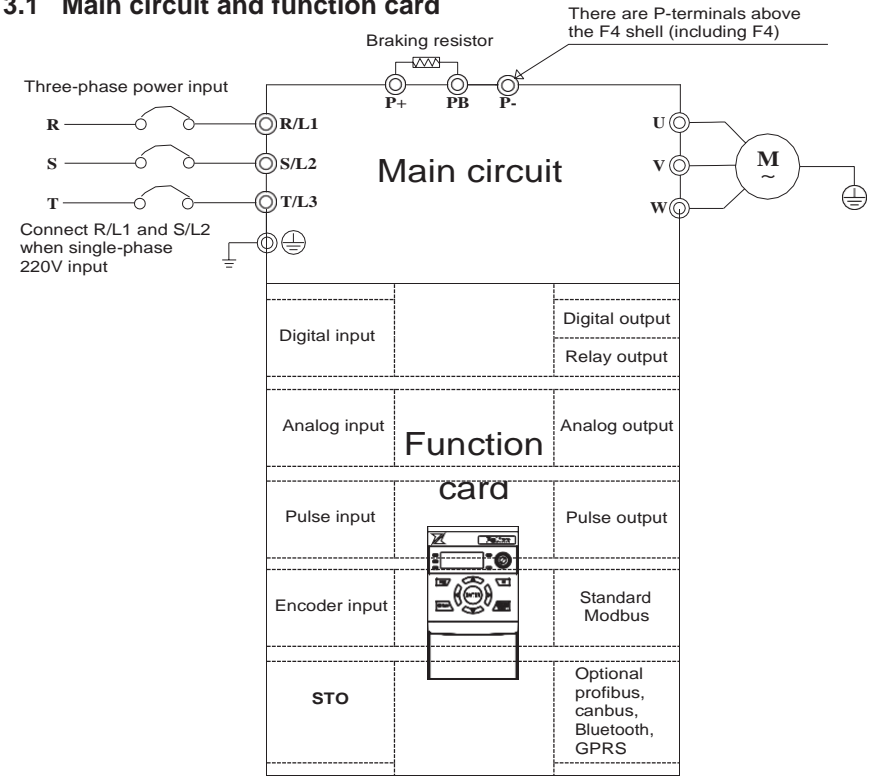 3.1 Main circuit and function card
There are P-terminals above
the F4 shell (including F4)
Braking resistor
Three-phase power input
P+
PB
P-
R
R/L1
U
S
S/L2
Main circuit
V
M
~
T
T/L3
W
Connect R/L1 and S/L2
when single-phase
220V input
Digital input
Digital output
Relay output
Analog input
Function
card
Analog output
Pulse input
Pulse output
Encoder input
ENTER
Standard
Modbus
STO
Optional
profibus,
canbus,
Bluetooth,
GPRS